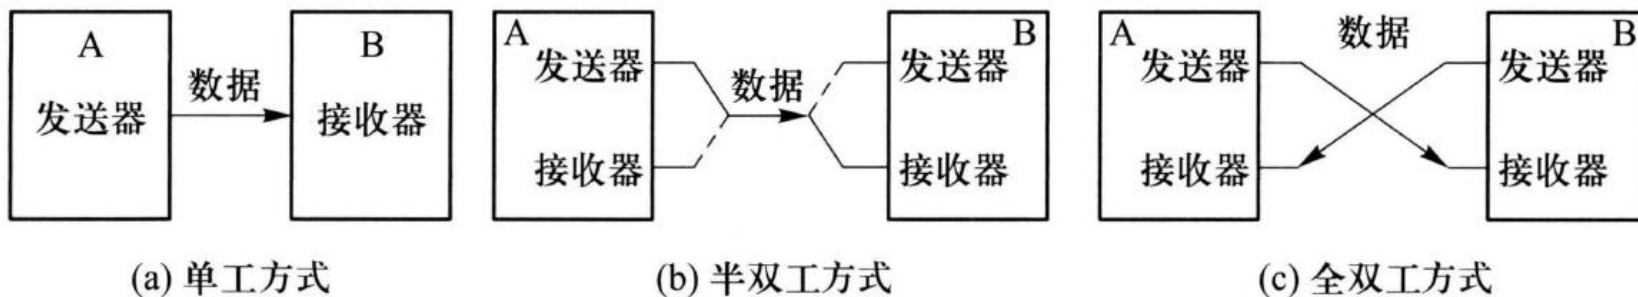 A
数据
发送器
B
接收器
(a) 单工方式
A
发送器
接收器
数据
B
发送器
接收器
(b) 半双工方式
A
发送器
接收器
数据
B
发送器
接收器
(c) 全双工方式